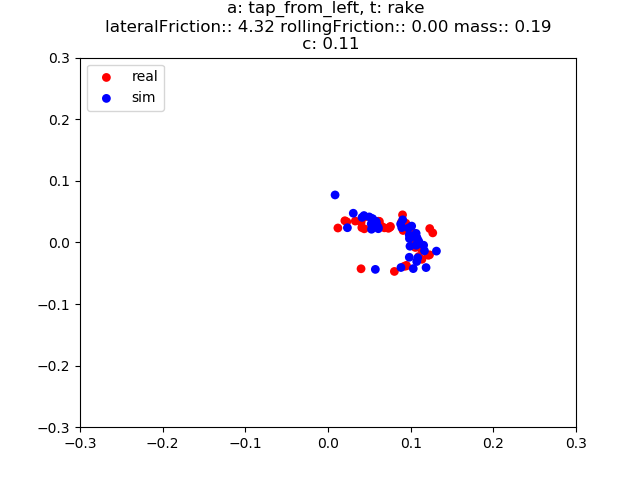 a: tap_from_left, t: rake
lateralFriction:: 4.32 rollingFriction:: 0.00 mass:: 0.19
c: 0.11
real
sim
0.3
0.2
0.1
0.0
−0.1
−0.2
−0.3
−0.3
−0.2
−0.1
0.0
0.1
0.2
0.3